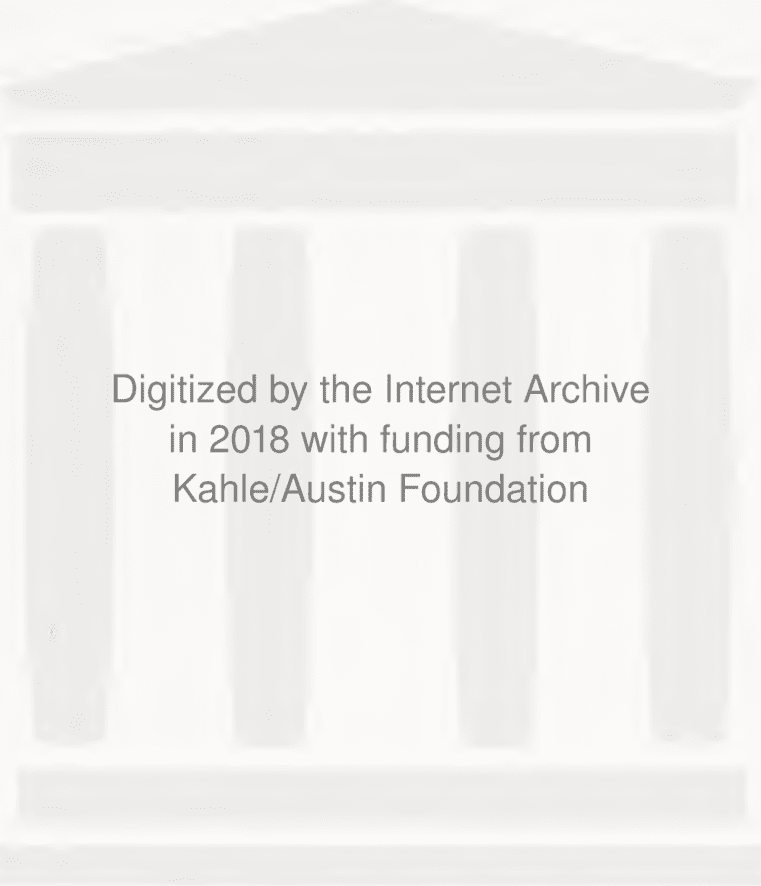 Digitized by the Internet Archive
in 2018 with funding from
Kahle/Austin Foundation